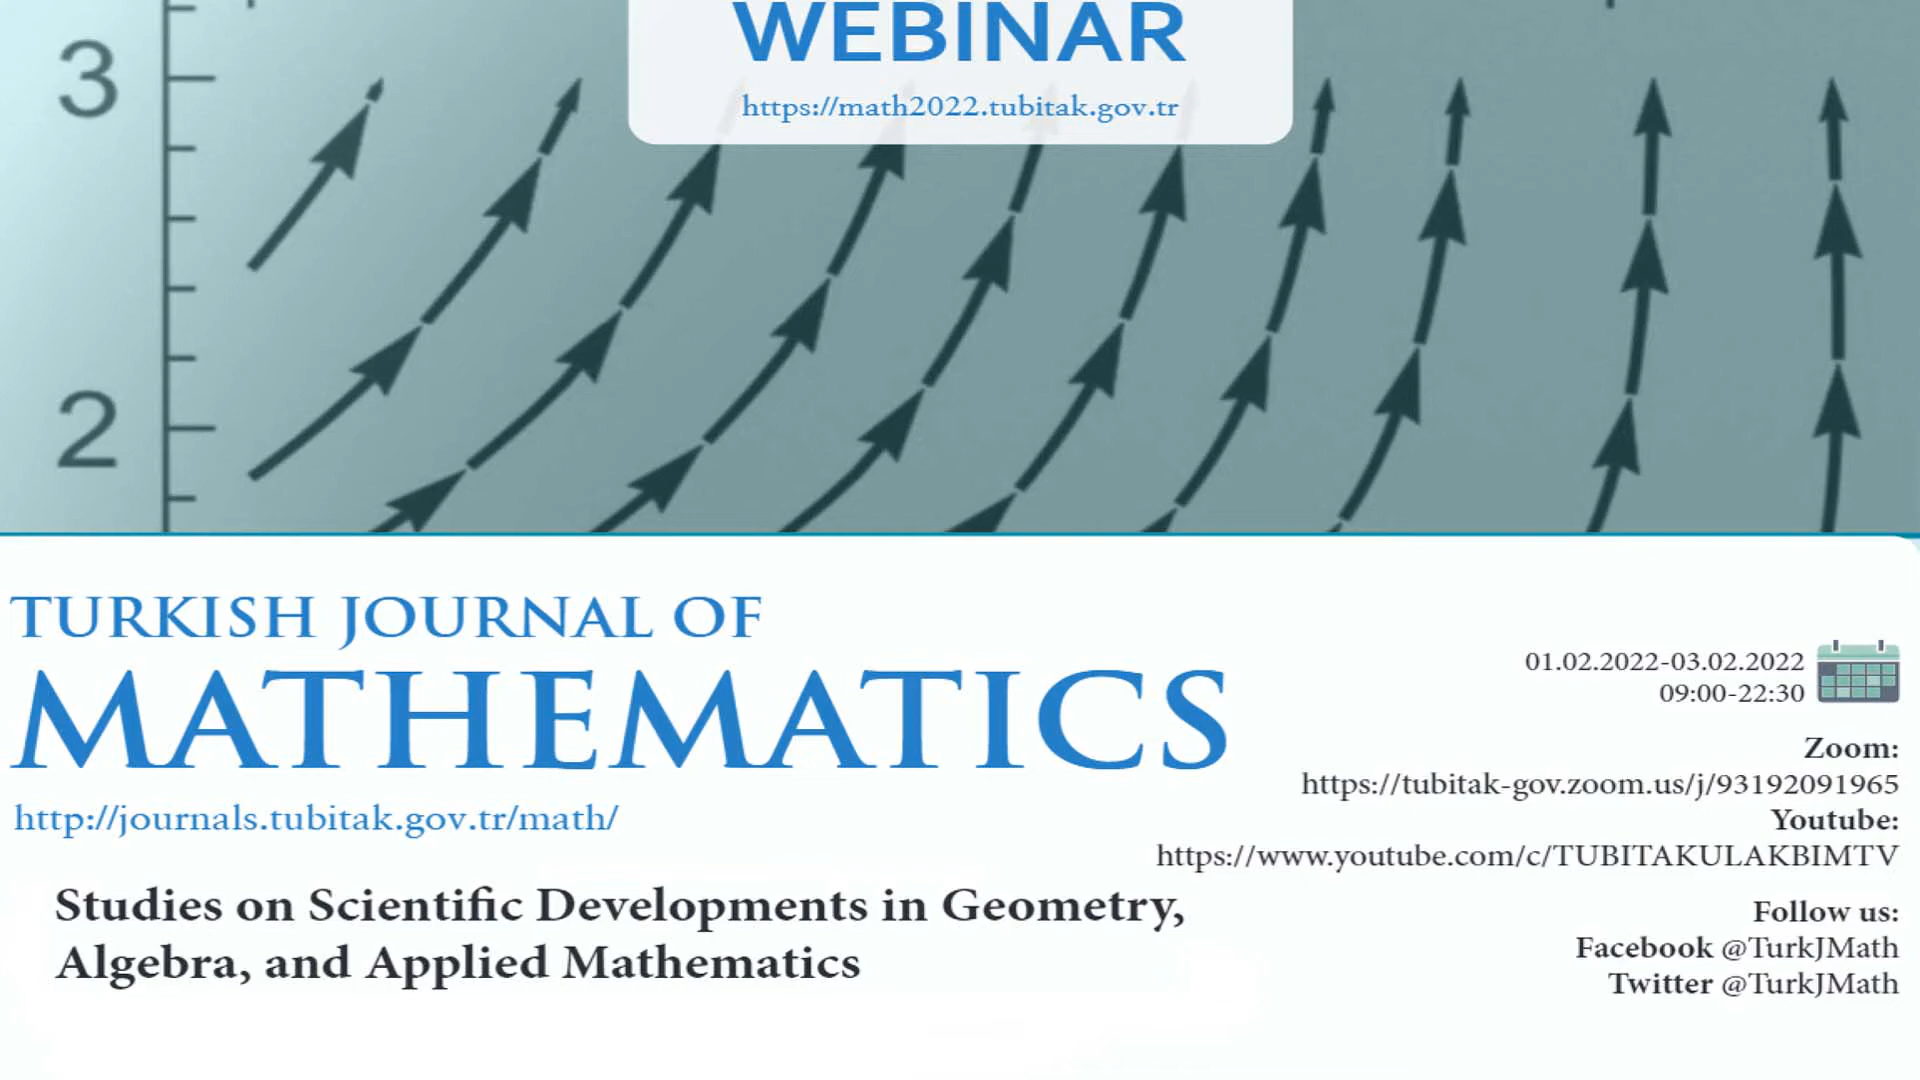 WEBINAR
https://math2022.tubitak.gov.tr
3
2
TURKISH JOURNAL OF
MATHEMATICS
http://journals.tubitak.gov.tr/math/
Studies on Scientific Developments in Geometry,
Algebra, and Applied Mathematics
01.02.2022-03.02.2022
09:00-22:30
Zoom:
https://tubitak-gov.zoom.us/j/93192091965
Youtube:
https://www.youtube.com/c/TUBITAKULAKBIMTV
Follow us:
Facebook @TurkJMath
Twitter @TurkJMath